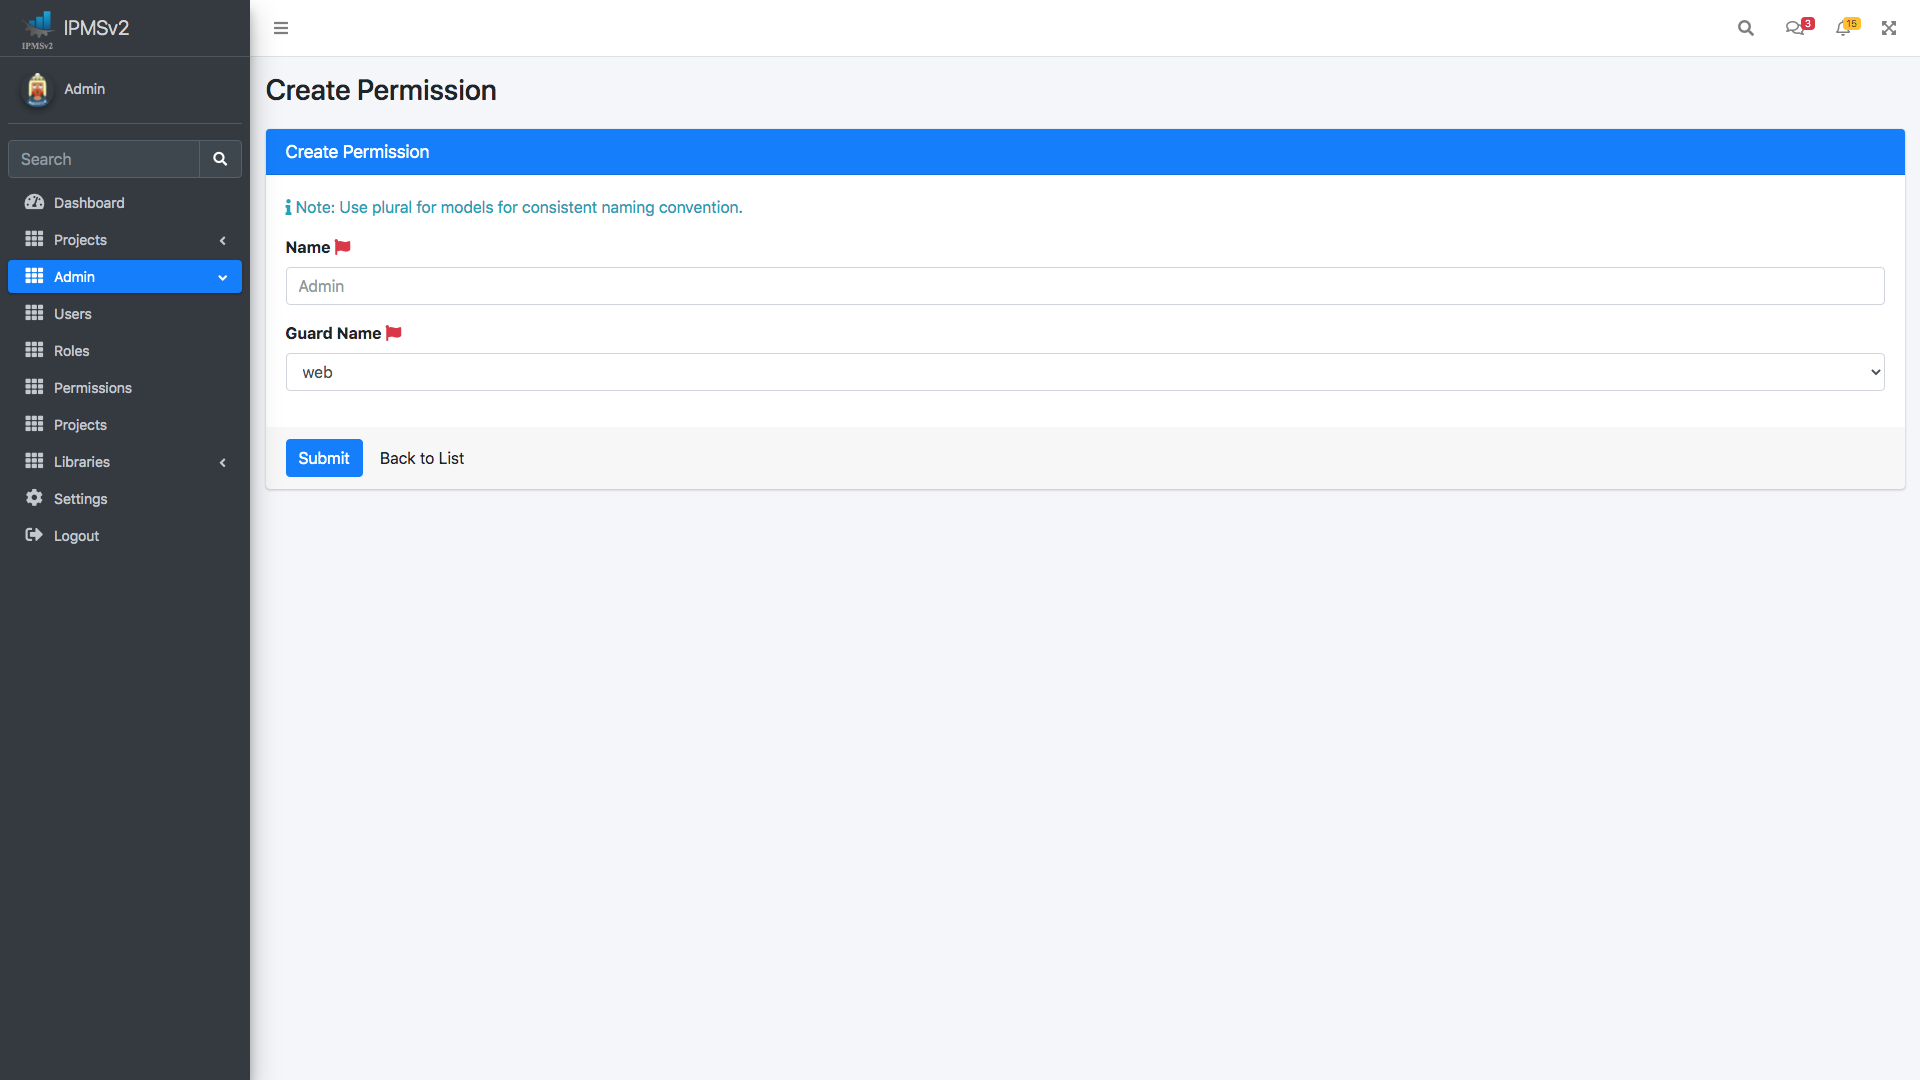 IPMSv2
IPMSv2
3
15
Admin
Search
Dashboard
Projects
Admin
Users
Roles
Permissions
Projects
Libraries
Settings
Logout
Create Permission
Create Permission
Note: Use plural for models for consistent naming convention.
Name
Admin
Guard Name
web
Submit Back to List